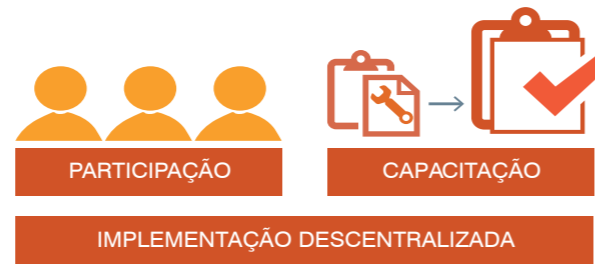 PARTICIPAÇÃO
CAPACITAÇÃO
IMPLEMENTAÇÃO DESCENTRALIZADA